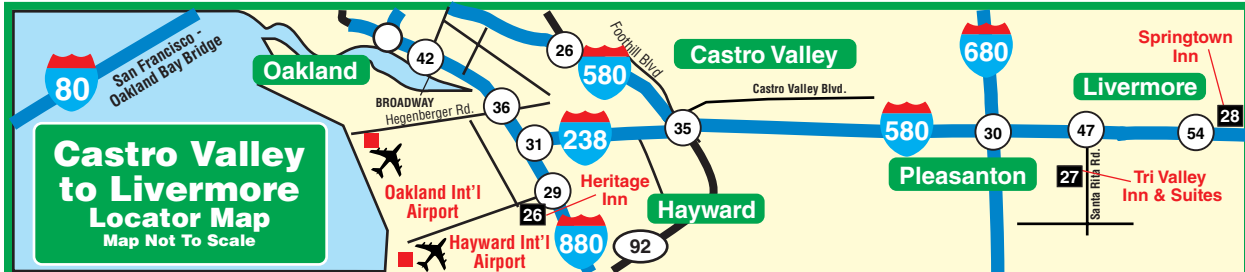 80
San Francisco -
Oakland Bay Bridge
Castro Valley
to Livermore
Locator Map
Map Not To Scale
Oakland
42
BROADWAY
Hegenberger Rd.
36
Oakland Int'l
Airport
Hayward Int'l
Airport
31
238
29
26
Heritage
Inn
880
26
580
Foothill Blvd
35
Hayward
92
Castro Valley
Castro Valley Blvd.
580
680
30
Pleasanton
47
Santa Rita Rd.
27
Tri Valley
Inn & Suites
Livermore
54
Springtown
Inn
28